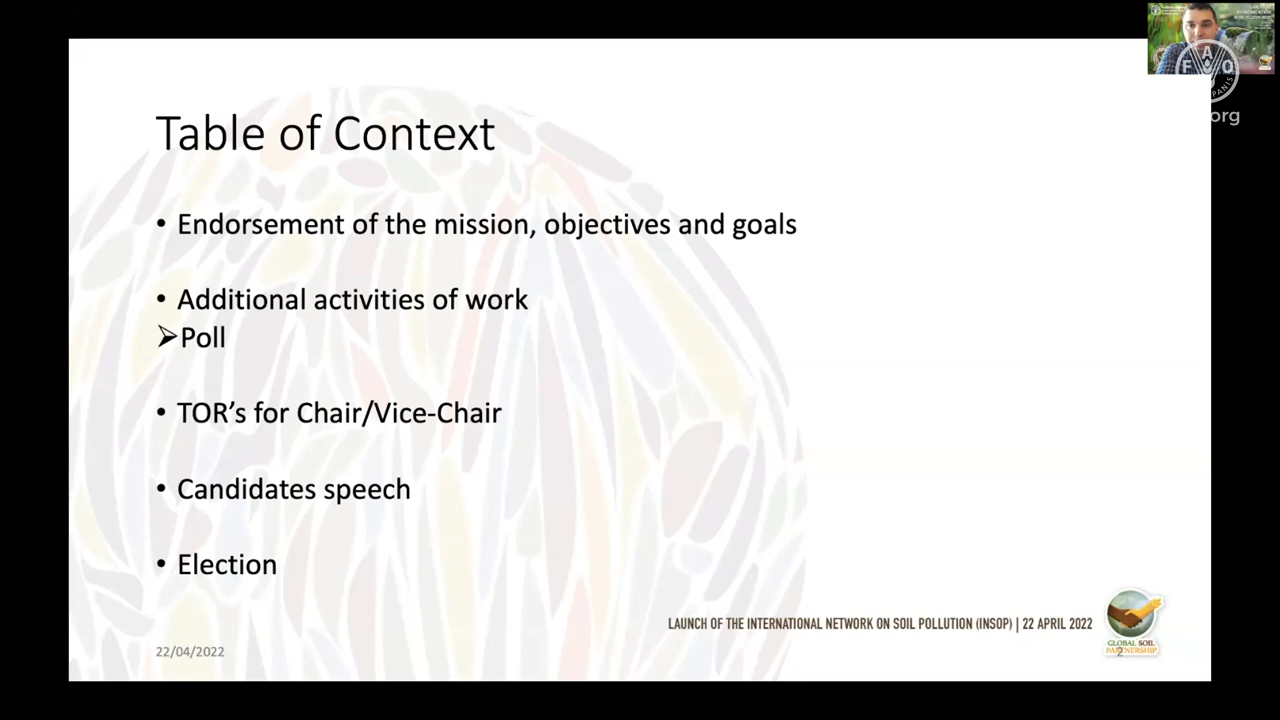 Table of Context
• Endorsement of the mission, objectives and goals
• Additional activities of work
➢Poll
• TOR’s for Chair/Vice-Chair
• Candidates speech
• Election
LAUNCH OF THE INTERNATIONAL NETWORK ON SOIL POLLUTION (INSOP) | 22 APRIL 2022
GLOBAL SOIL
PARTNERSHIP
2
22/04/2022
F A O
PANIS
org